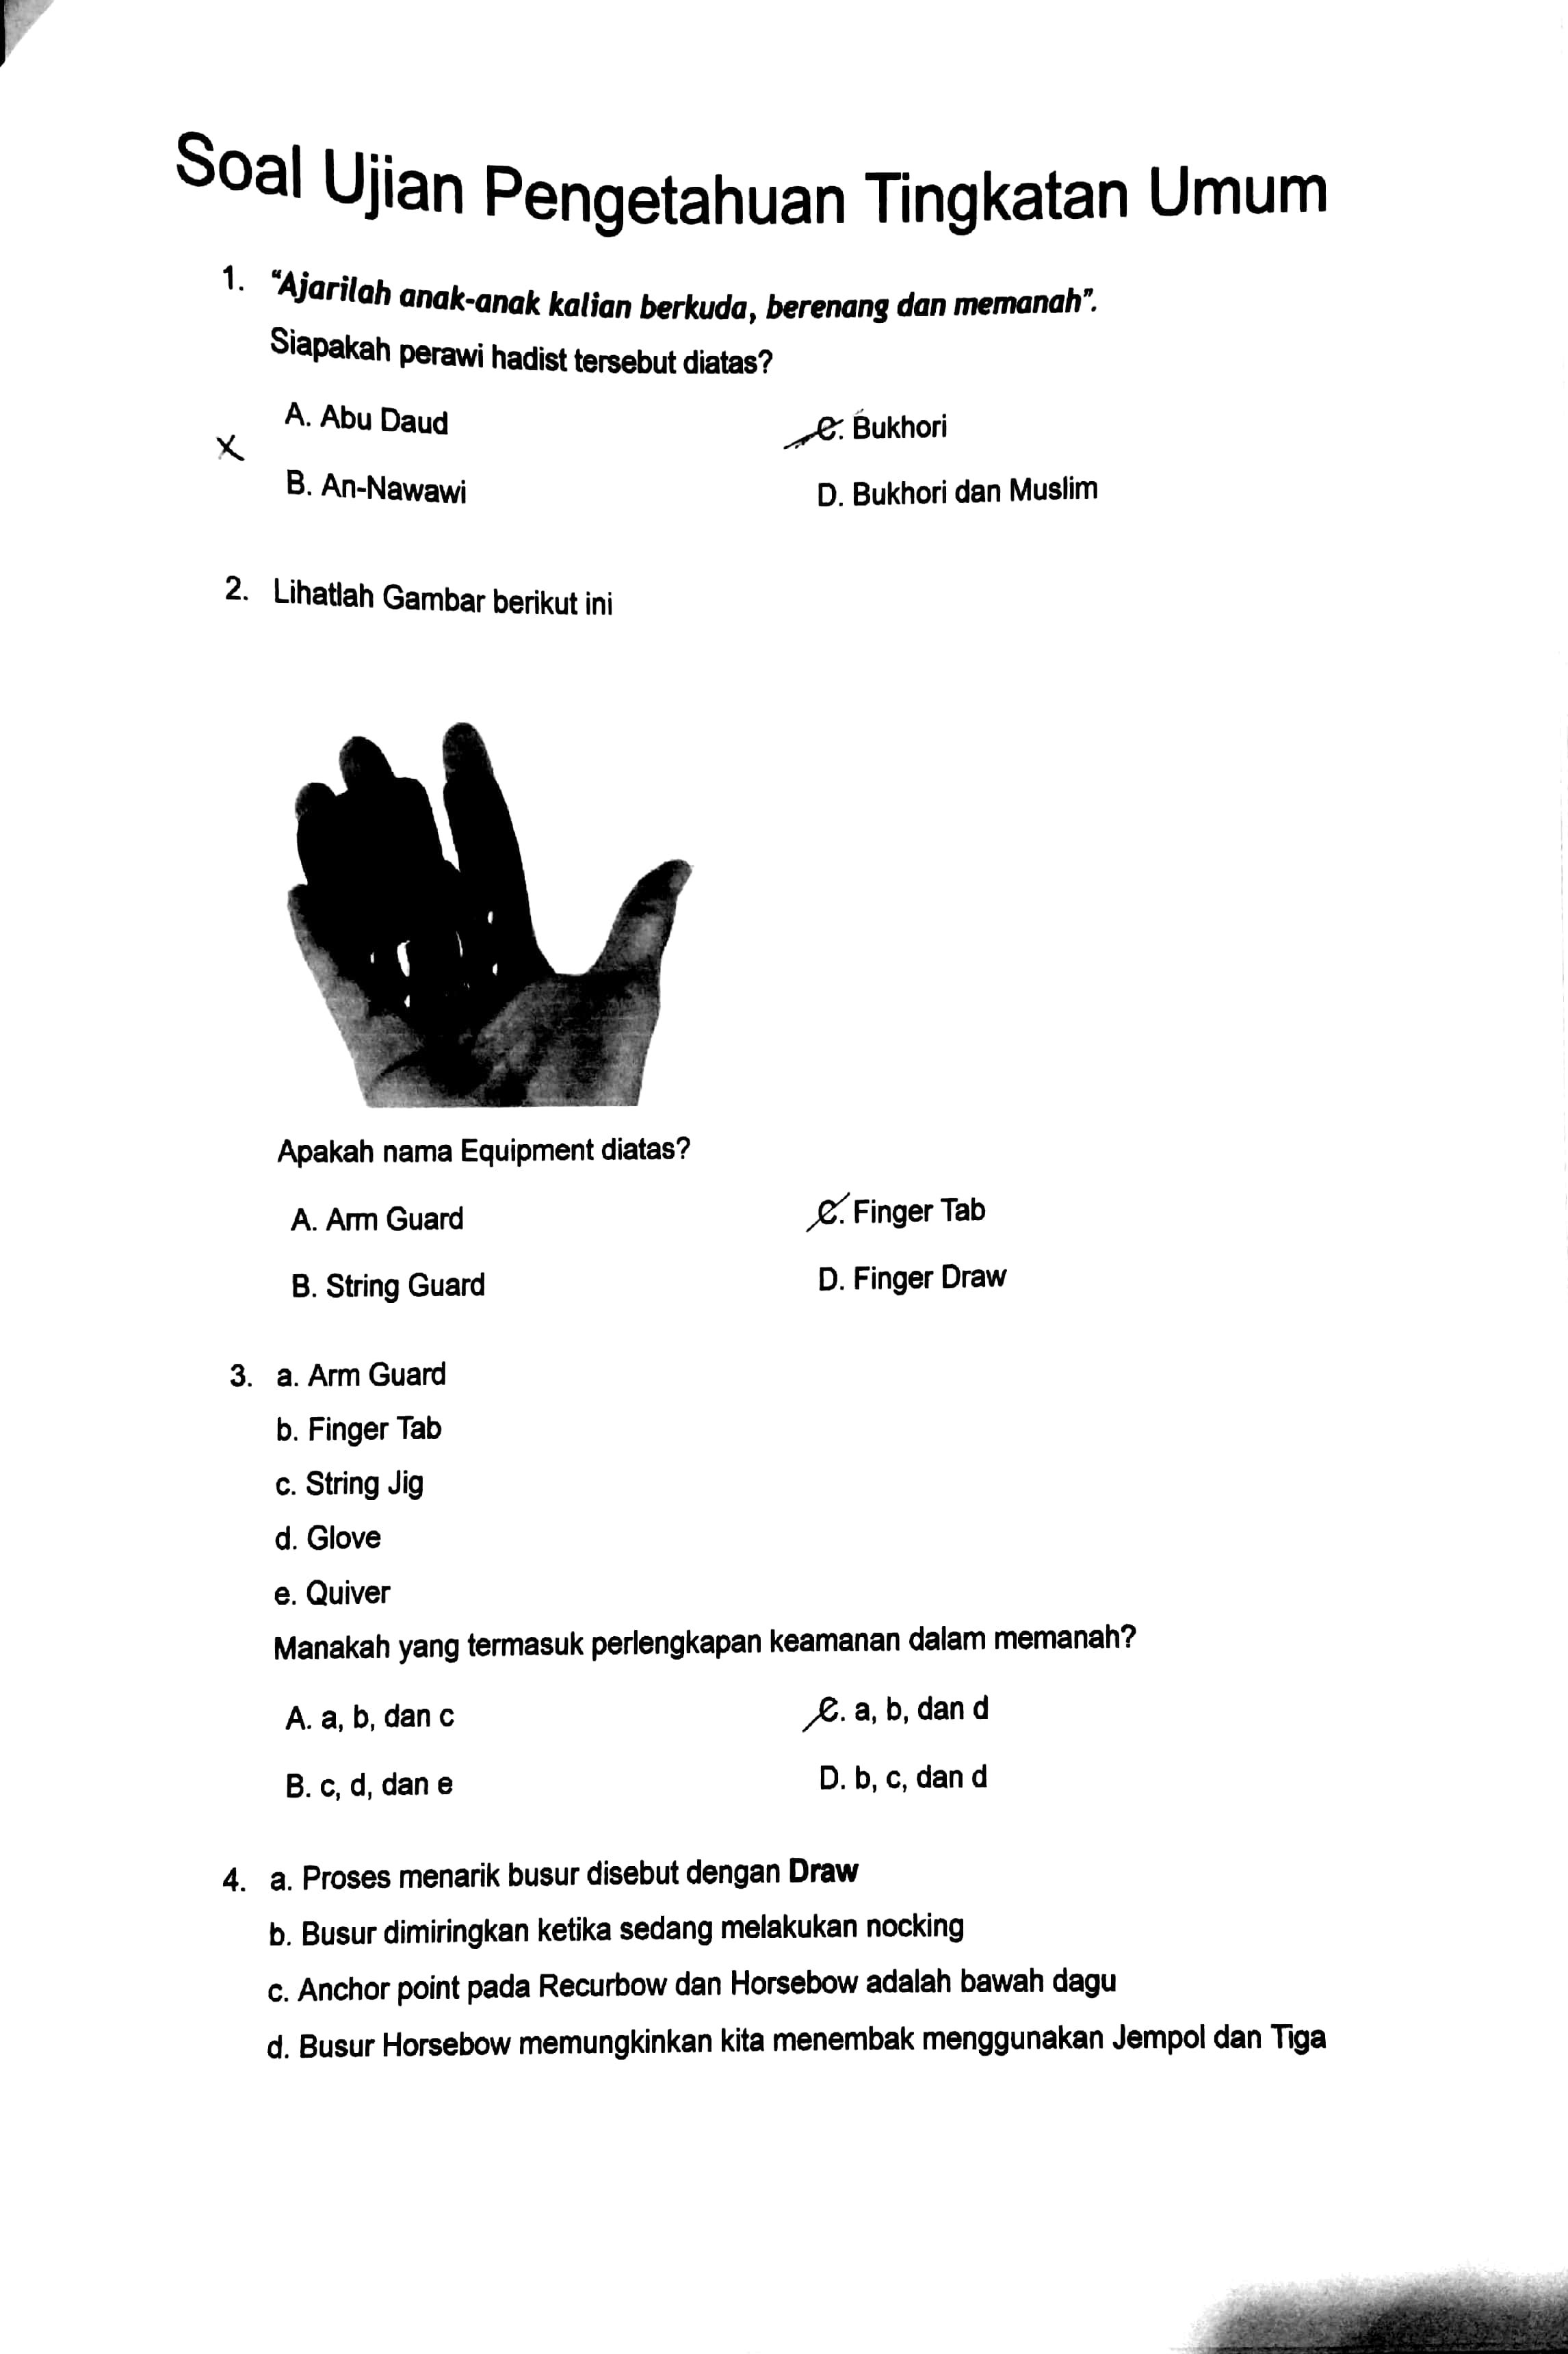 Soal Ujian Pengetahuan Tingkatan Umum
1. “Ajarilah anak-anak kalian berkuda, berenang dan memanah”.
Siapakah perawi hadist tersebut diatas?
A. Abu Daud
C. Bukhori
X
B. An-Nawawi
D. Bukhori dan Muslim
2. Lihatlah Gambar berikut ini
Apakah nama Equipment diatas?
A. Arm Guard
C. Finger Tab
B. String Guard
D. Finger Draw
3. a. Arm Guard
b. Finger Tab
c. String Jig
d. Glove
e. Quiver
Manakah yang termasuk perlengkapan keamanan dalam memanah?
A. a, b, dan c
C. a, b, dan d
B. c, d, dan e
D. b, c, dan d
4. a. Proses menarik busur disebut dengan Draw
b. Busur dimiringkan ketika sedang melakukan nocking
c. Anchor point pada Recurbow dan Horsebow adalah bawah dagu
d. Busur Horsebow memungkinkan kita menembak menggunakan Jempol dan Tiga